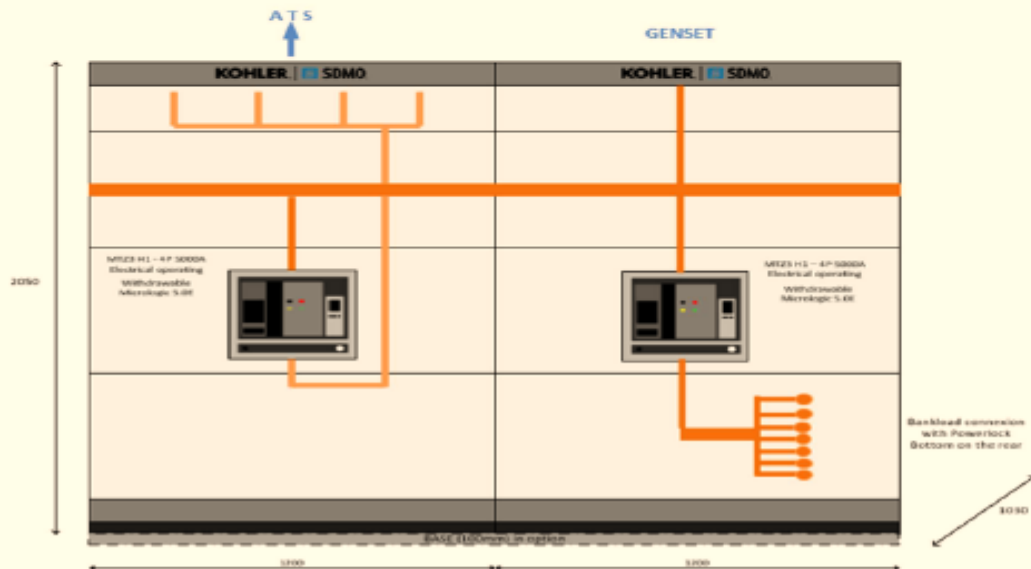 ATS
GENSET
KOHLER. SDMO
KOHLER. SDMO
MTZ3 H1 - 4P 5000A
Electrical operating
Withdrawable
Micrologic 5.0E
MTZ3 H1 - 4P 5000A
Electrical operating
Withdrawable
Micrologic 5.0E
2050
Bankload connexion
with Powerlock
Bottom on the rear
1030
BASE (100mm) in option
1200
1200